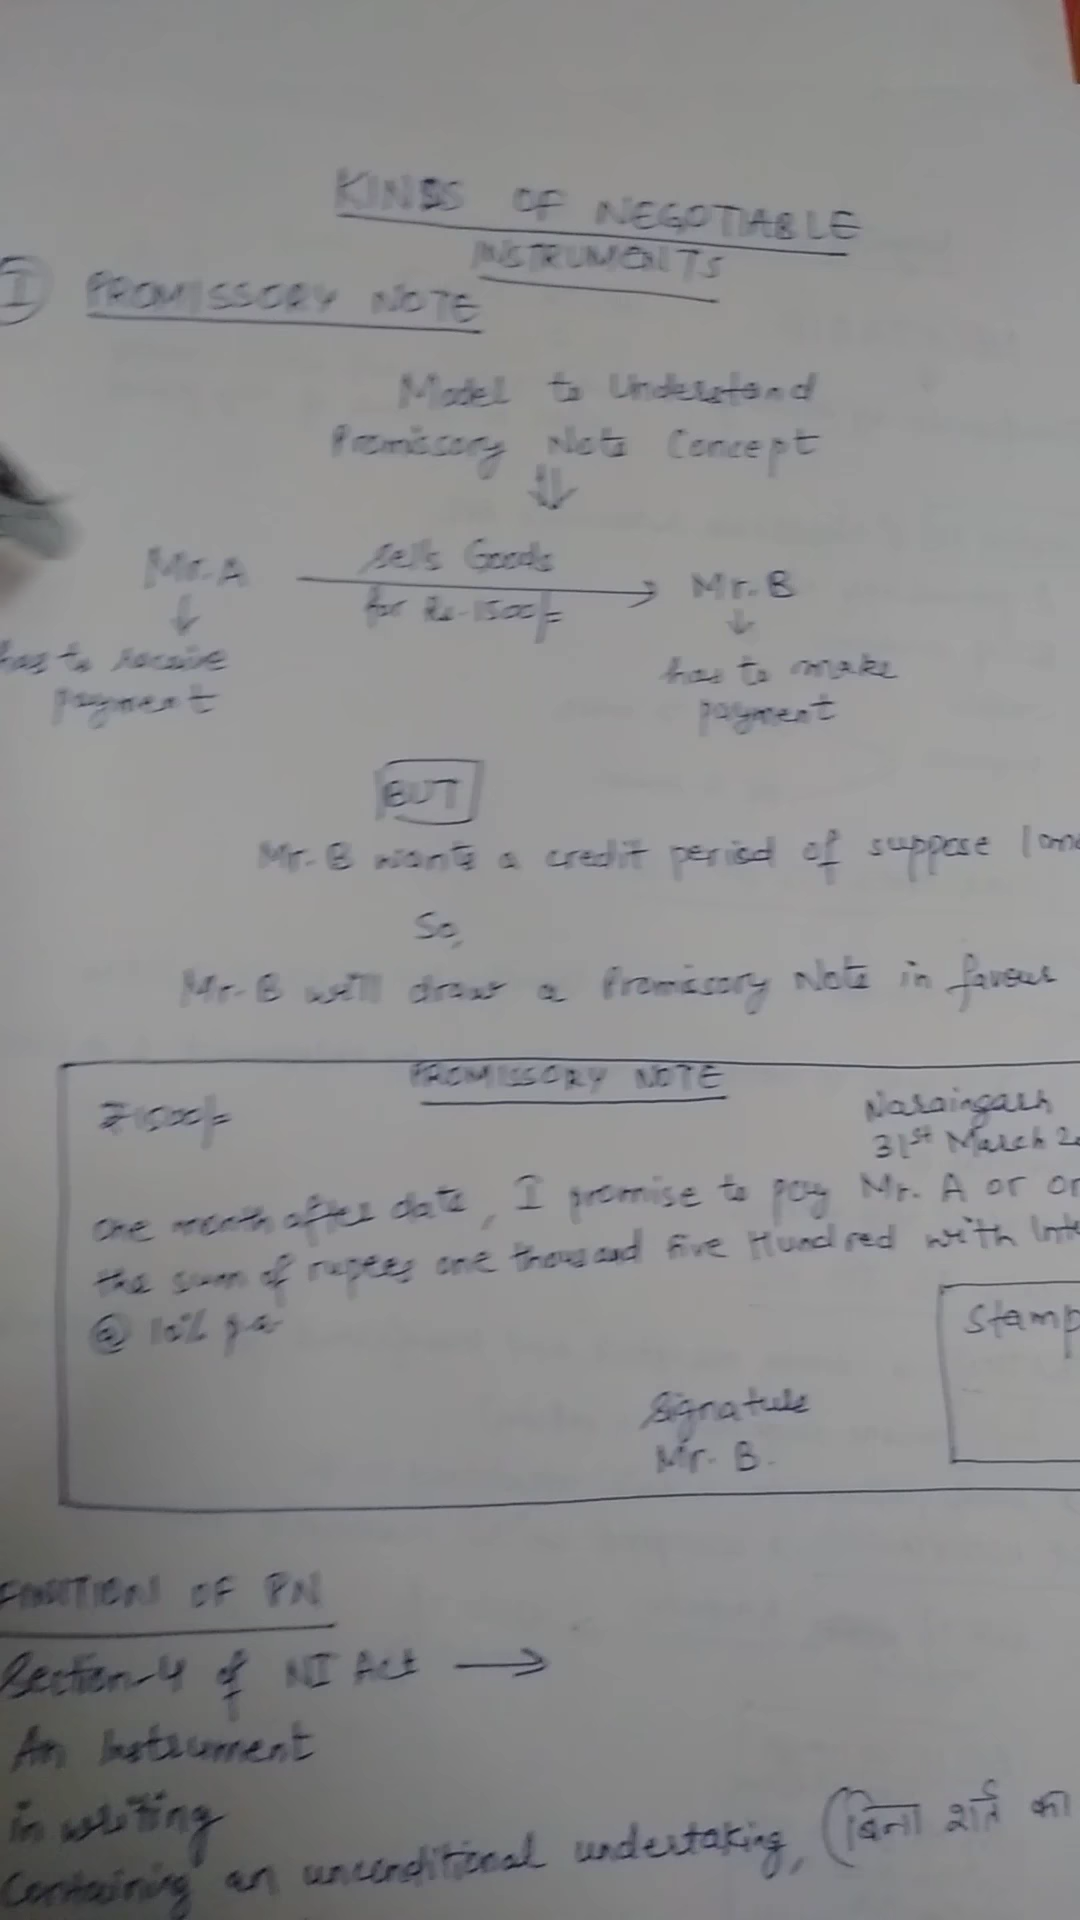 KINDS OF NEGOTIABLE
INSTRUMENTS
I PROMISSORY NOTE
Model to Understand
Promissory Note Concept
Mr. A sells Goods for Rs. 1500/= Mr. B
has to receive
payment
has to make
payment
BUT
Mr. B wants a credit period of suppose 1
So,
Mr. B will draw a Promissory Note in favour
PROMISSORY NOTE
₹1500/=
Naraingarh
31st March
one month after date, I promise to pay Mr. A or
the sum of rupees one thousand Five Hundred with
@ 10% p.a
Stamp
Signature
Mr. B.
OF PN
Section-4 of NI Act
An Instrument
in writing
Containing an unconditional undertaking, (बिना शर्त का